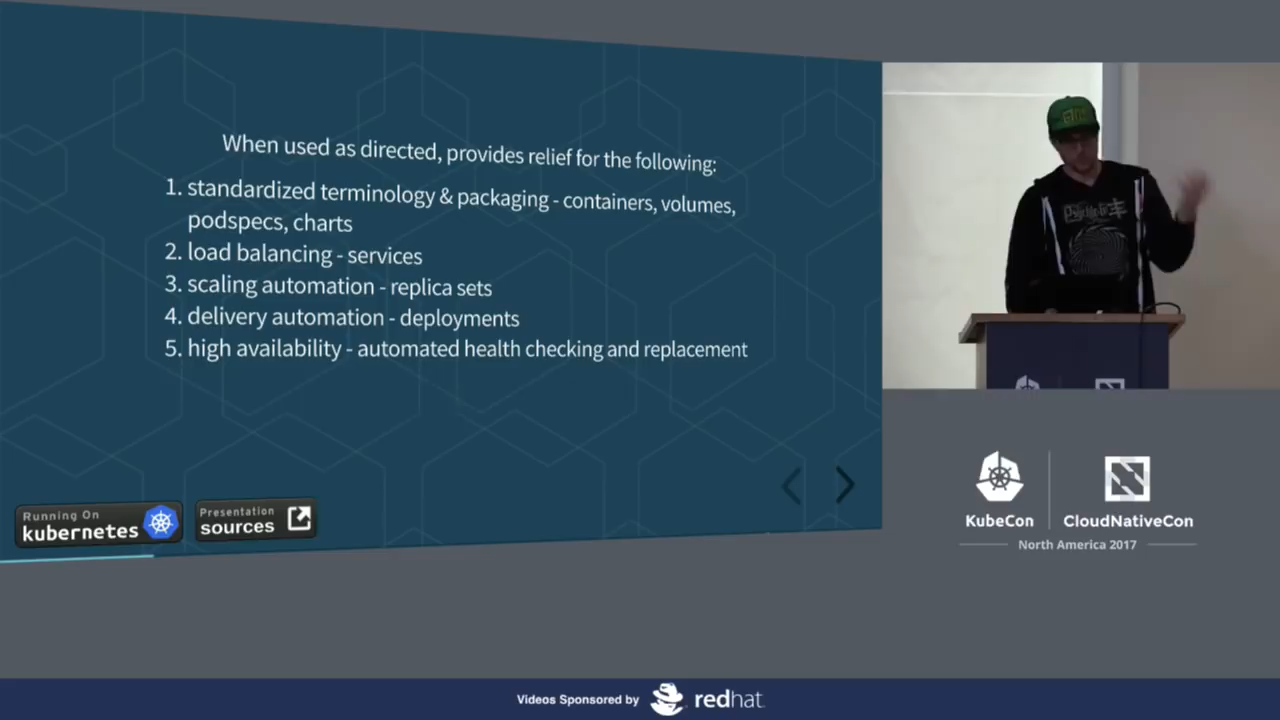 When used as directed, provides relief for the following:
1. standardized terminology & packaging - containers, volumes,
podspecs, charts
2. load balancing - services
3. scaling automation - replica sets
4. delivery automation - deployments
5. high availability - automated health checking and replacement
Running On
kubernetes
Presentation
sources
KubeCon
CloudNativeCon
North America 2017
Videos Sponsored by
redhat